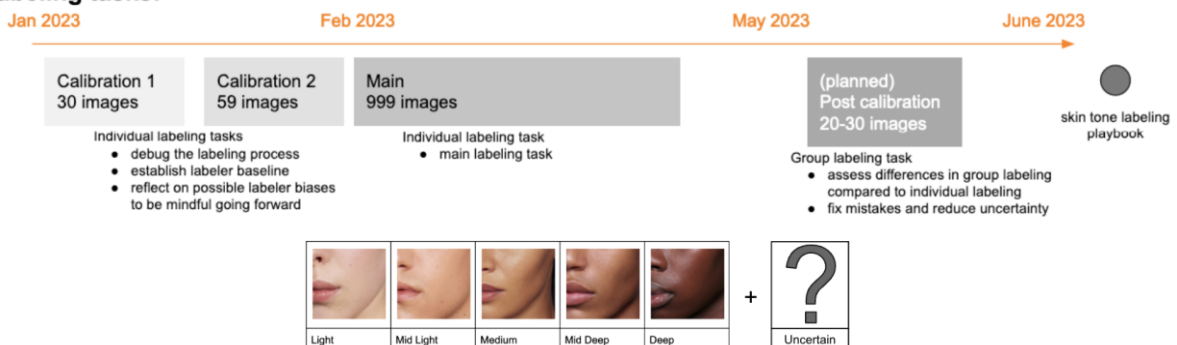 labeling tasks:
Jan 2023
Feb 2023
May 2023
June 2023
Calibration 1
30 images
Calibration 2
59 images
Main
999 images
(planned)
Post calibration
20-30 images
skin tone labeling
playbook
Individual labeling tasks
● debug the labeling process
● establish labeler baseline
● reflect on possible labeler biases
to be mindful going forward
Individual labeling task
● main labeling task
Group labeling task
● assess differences in group labeling
compared to individual labeling
● fix mistakes and reduce uncertainty
+
?
Light
Mid Light
Medium
Mid Deep
Deep
Uncertain